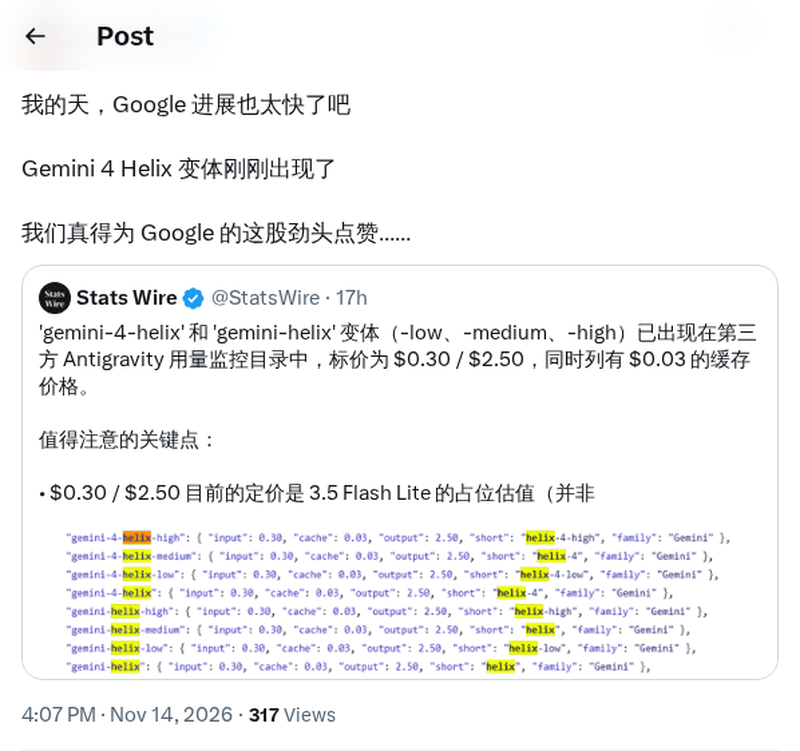 Post
我的天，Google 进展也太快了吧
Gemini 4 Helix 变体刚刚出现了
我们真得为 Google 的这股劲头点赞......
Stats Wire
Stats Wire @StatsWire · 17h
'gemini-4-helix' 和 'gemini-helix' 变体（-low、-medium、-high）已出现在第三
方 Antigravity 用量监控目录中，标价为 $0.30 / $2.50，同时列有 $0.03 的缓存
价格。
值得注意的关键点：
• $0.30 / $2.50 目前的定价是 3.5 Flash Lite 的占位估值（并非
"gemini-4-helix-high": { "input": 0.30, "cache": 0.03, "output": 2.50, "short": "helix-4-high", "family": "Gemini" },
"gemini-4-helix-medium": { "input": 0.30, "cache": 0.03, "output": 2.50, "short": "helix-4", "family": "Gemini" },
"gemini-4-helix-low": { "input": 0.30, "cache": 0.03, "output": 2.50, "short": "helix-4-low", "family": "Gemini" },
"gemini-4-helix": { "input": 0.30, "cache": 0.03, "output": 2.50, "short": "helix-4", "family": "Gemini" },
"gemini-helix-high": { "input": 0.30, "cache": 0.03, "output": 2.50, "short": "helix-high", "family": "Gemini" },
"gemini-helix-medium": { "input": 0.30, "cache": 0.03, "output": 2.50, "short": "helix", "family": "Gemini" },
"gemini-helix-low": { "input": 0.30, "cache": 0.03, "output": 2.50, "short": "helix-low", "family": "Gemini" },
"gemini-helix": { "input": 0.30, "cache": 0.03, "output": 2.50, "short": "helix", "family": "Gemini" },
4:07 PM · Nov 14, 2026 · 317 Views